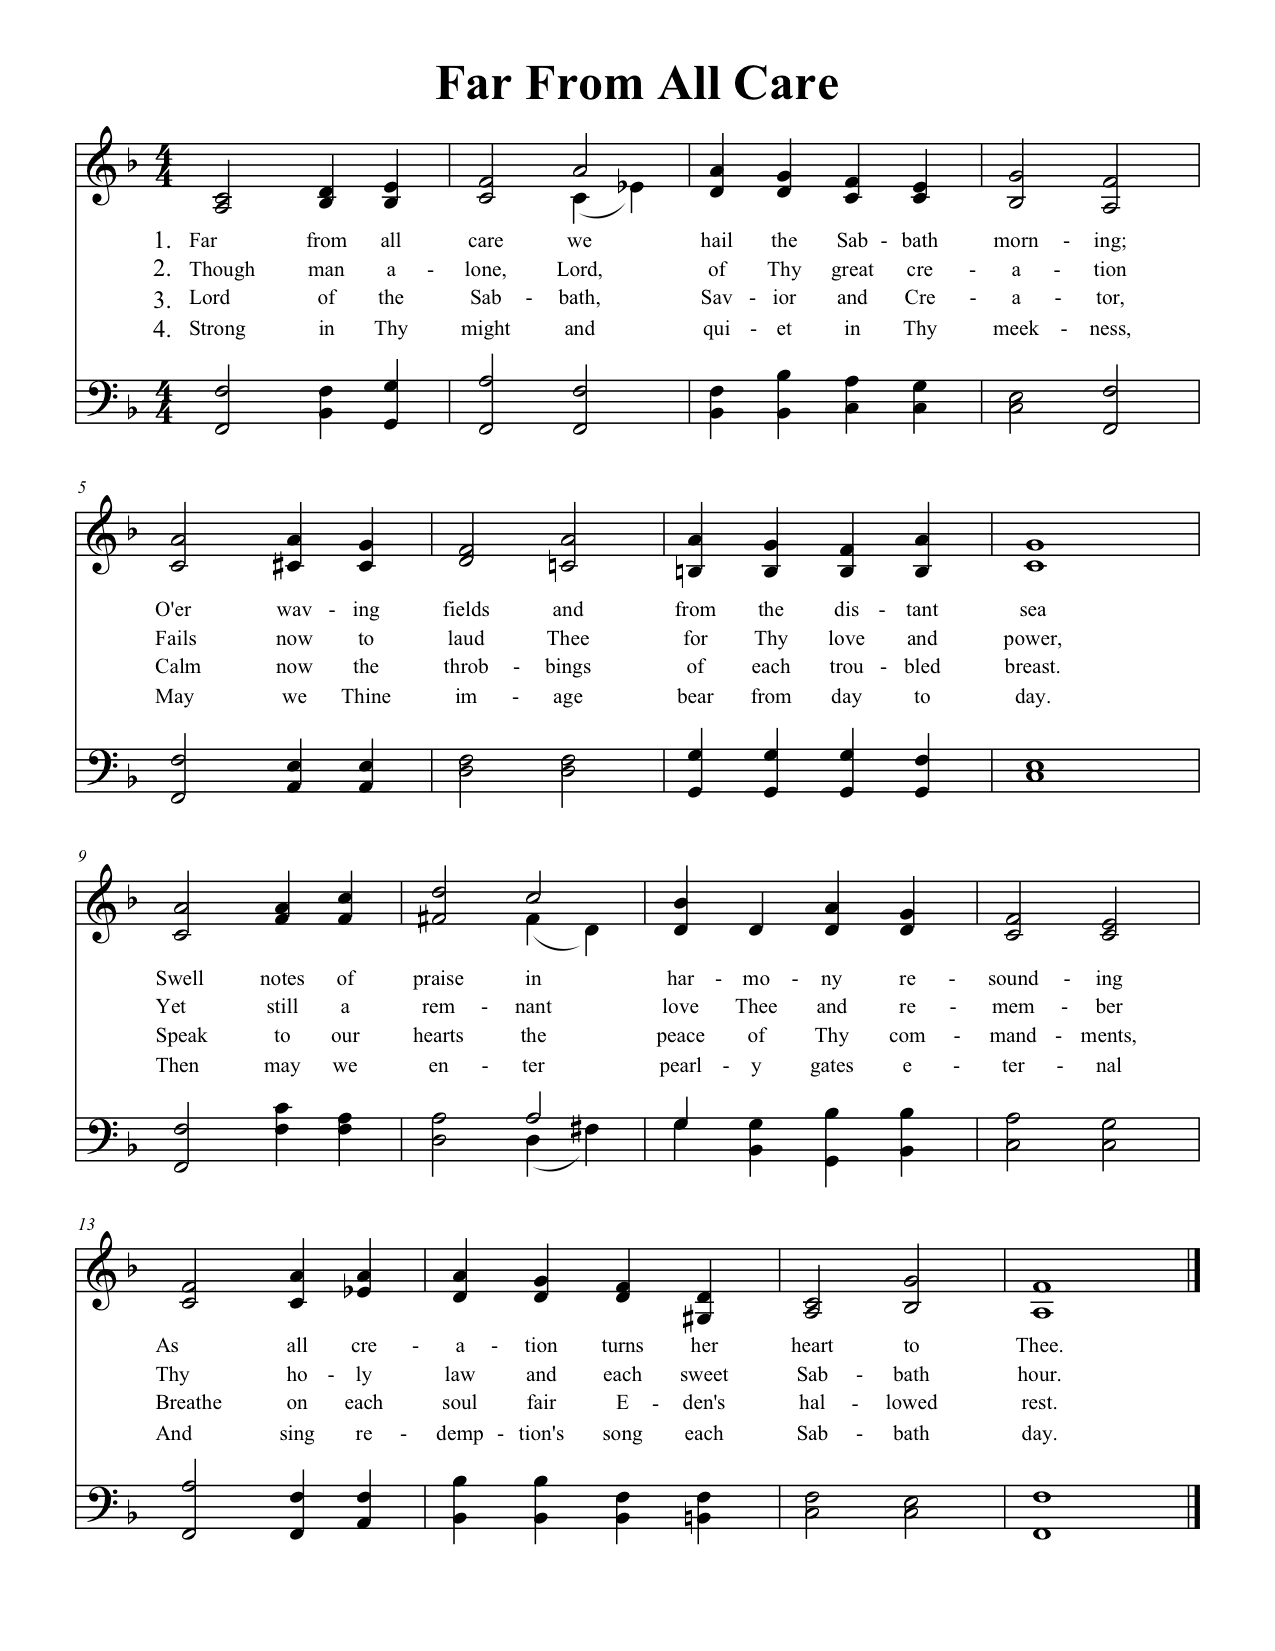 Far From All Care
4
4
1. Far from all care we hail the Sab - bath morn - ing;
2. Though man a - lone, Lord, of Thy great cre - a - tion
3. Lord of the Sab - bath, Sav - ior and Cre - a - tor,
4. Strong in Thy might and qui - et in Thy meek - ness,
4
4
5
O'er wav - ing fields and from the dis - tant sea
Fails now to laud Thee for Thy love and power,
Calm now the throb - bings of each trou - bled breast.
May we Thine im - age bear from day to day.
9
Swell notes of praise in har - mo - ny re - sound - ing
Yet still a rem - nant love Thee and re - mem - ber
Speak to our hearts the peace of Thy com - mand - ments,
Then may we en - ter pearl - y gates e - ter - nal
13
As all cre - a - tion turns her heart to Thee.
Thy ho - ly law and each sweet Sab - bath hour.
Breathe on each soul fair E - den's hal - lowed rest.
And sing re - demp - tion's song each Sab - bath day.